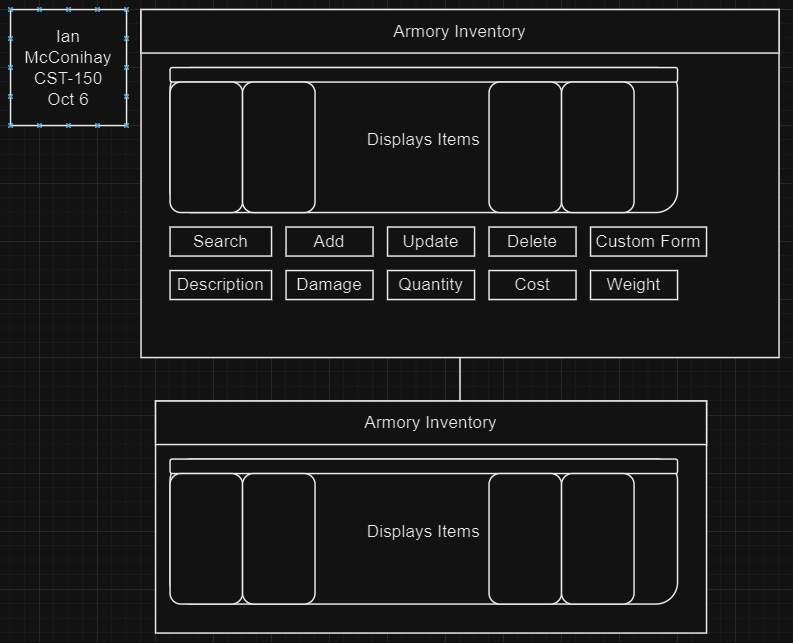 Ian
McConihay
CST-150
Oct 6
Armory Inventory
Displays Items
Search Add Update Delete Custom Form
Description Damage Quantity Cost Weight
Armory Inventory
Displays Items